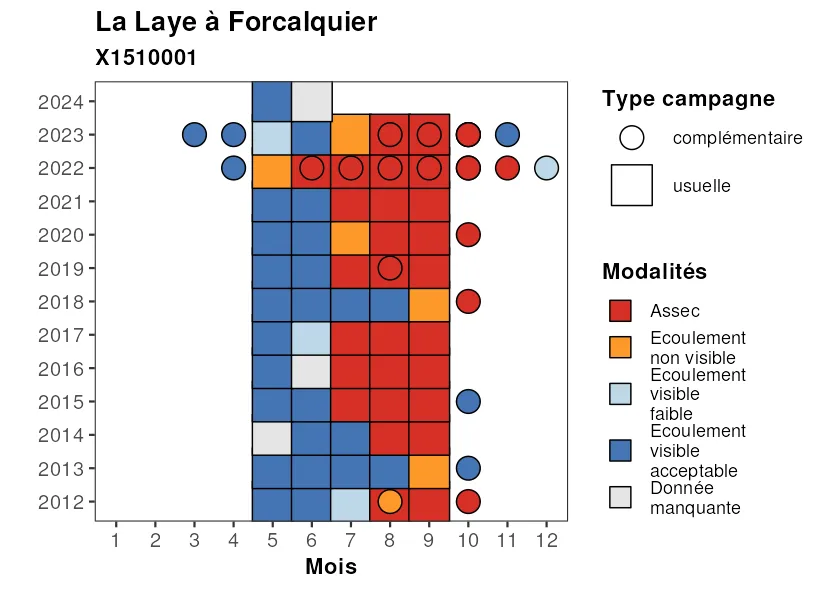 La Laye à Forcalquier
X1510001
2024
2023
2022
2021
2020
2019
2018
2017
2016
2015
2014
2013
2012
1 2 3 4 5 6 7 8 9 10 11 12
Mois
Type campagne
complémentaire
usuelle
Modalités
Assec
Ecoulement
non visible
Ecoulement
visible
faible
Ecoulement
visible
acceptable
Donnée
manquante